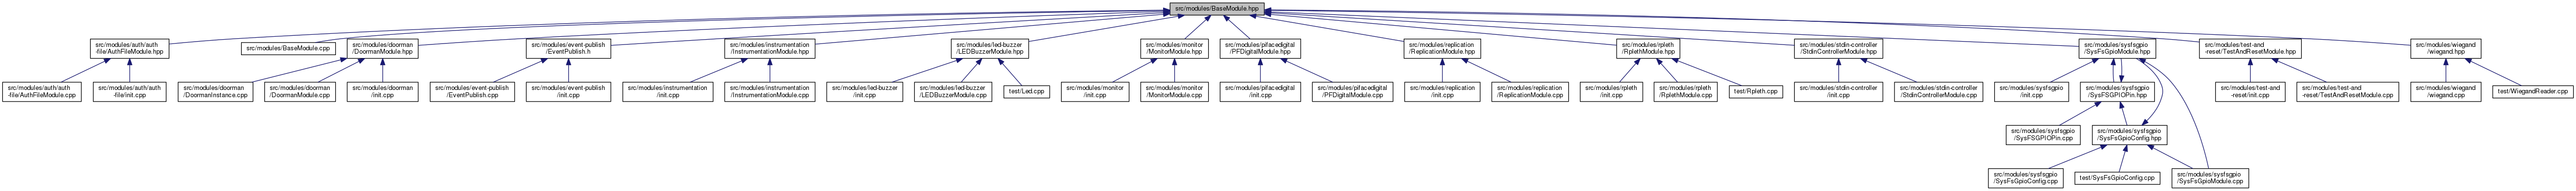 src/modules/BaseModule.hpp
src/modules/auth/auth
-file/AuthFileModule.hpp
src/modules/BaseModule.cpp
src/modules/doorman
/DoormanModule.hpp
src/modules/event-publish
/EventPublish.h
src/modules/instrumentation
/InstrumentationModule.hpp
src/modules/led-buzzer
/LEDBuzzerModule.hpp
src/modules/monitor
/MonitorModule.hpp
src/modules/pifacedigital
/PFDigitalModule.hpp
src/modules/replication
/ReplicationModule.hpp
src/modules/rpleth
/RplethModule.hpp
src/modules/stdin-controller
/StdinControllerModule.hpp
src/modules/sysfsgpio
/SysFsGpioModule.hpp
src/modules/test-and
-reset/TestAndResetModule.hpp
src/modules/wiegand
/wiegand.hpp
src/modules/auth/auth
-file/AuthFileModule.cpp
src/modules/auth/auth
-file/init.cpp
src/modules/doorman
/DoormanInstance.cpp
src/modules/doorman
/DoormanModule.cpp
src/modules/doorman
/init.cpp
src/modules/event-publish
/EventPublish.cpp
src/modules/event-publish
/init.cpp
src/modules/instrumentation
/init.cpp
src/modules/instrumentation
/InstrumentationModule.cpp
src/modules/led-buzzer
/init.cpp
src/modules/led-buzzer
/LEDBuzzerModule.cpp
test/Led.cpp
src/modules/monitor
/init.cpp
src/modules/monitor
/MonitorModule.cpp
src/modules/pifacedigital
/init.cpp
src/modules/pifacedigital
/PFDigitalModule.cpp
src/modules/replication
/init.cpp
src/modules/replication
/ReplicationModule.cpp
src/modules/rpleth
/init.cpp
src/modules/rpleth
/RplethModule.cpp
test/Rpleth.cpp
src/modules/stdin-controller
/init.cpp
src/modules/stdin-controller
/StdinControllerModule.cpp
src/modules/sysfsgpio
/init.cpp
src/modules/sysfsgpio
/SysFSGPIOPin.hpp
src/modules/test-and
-reset/init.cpp
src/modules/test-and
-reset/TestAndResetModule.cpp
src/modules/wiegand
/wiegand.cpp
test/WiegandReader.cpp
src/modules/sysfsgpio
/SysFSGPIOPin.cpp
src/modules/sysfsgpio
/SysFsGpioConfig.hpp
src/modules/sysfsgpio
/SysFsGpioConfig.cpp
test/SysFsGpioConfig.cpp
src/modules/sysfsgpio
/SysFsGpioModule.cpp